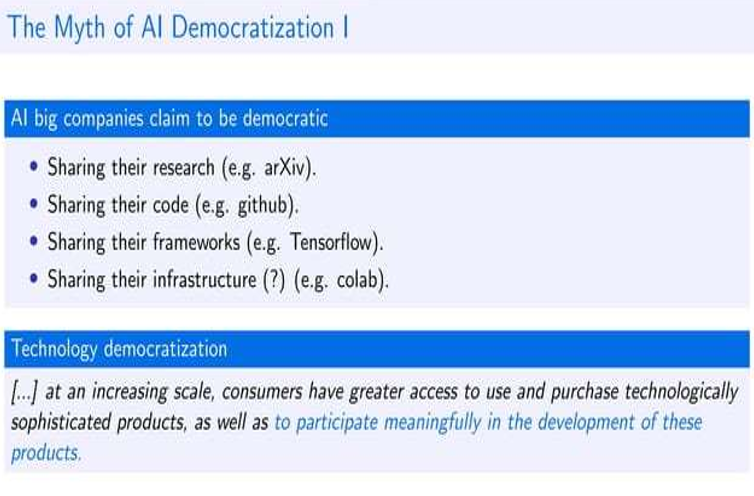 The Myth of AI Democratization I
AI big companies claim to be democratic
• Sharing their research (e.g. arXiv).
• Sharing their code (e.g. github).
• Sharing their frameworks (e.g. Tensorflow).
• Sharing their infrastructure (?) (e.g. colab).
Technology democratization
[...] at an increasing scale, consumers have greater access to use and purchase technologically
sophisticated products, as well as to participate meaningfully in the development of these
products.